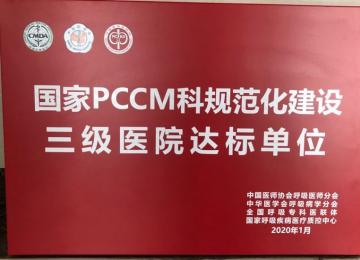 CMDA
国家PCCM科规范化建设
三级医院达标单位
中国医师协会呼吸医师分会
中华医学会呼吸病学分会
全国呼吸专科医联体
国家呼吸疾病医疗质控中心
2020年1月